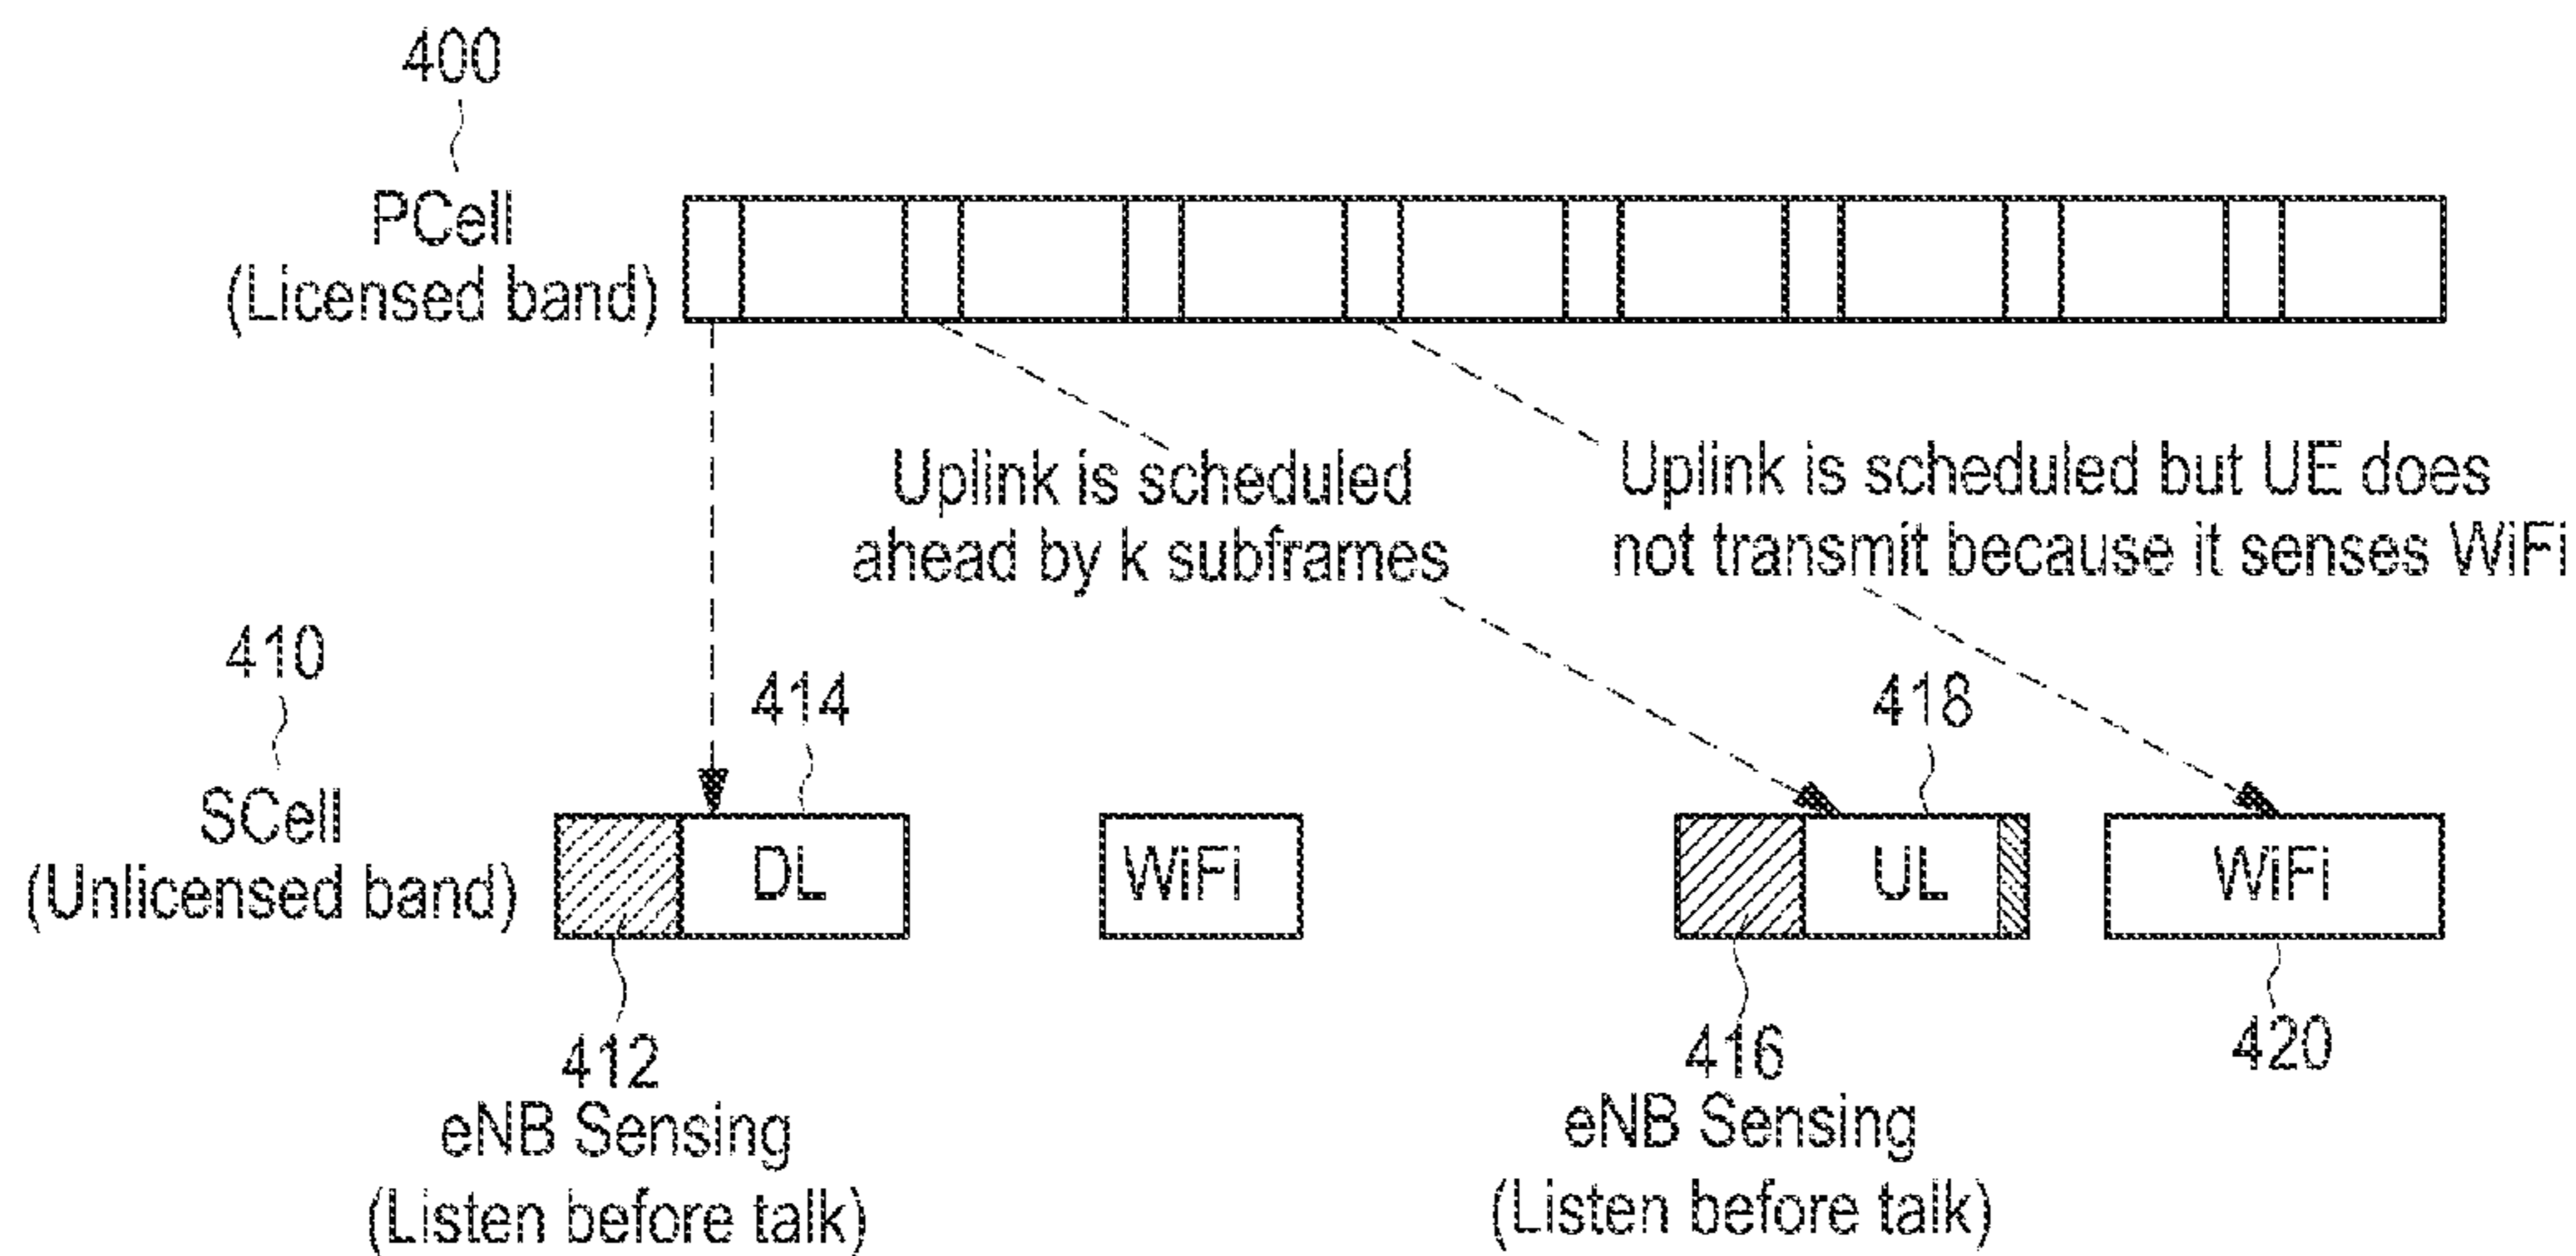 400
PCell
(Licensed band)
Uplink is scheduled
ahead by k subframes
Uplink is scheduled but UE does
not transmit because it senses WiFi
410
SCell
(Unlicensed band)
414
418
DL
WiFi
UL
WiFi
412
eNB Sensing
(Listen before talk)
416
eNB Sensing
(Listen before talk)
420